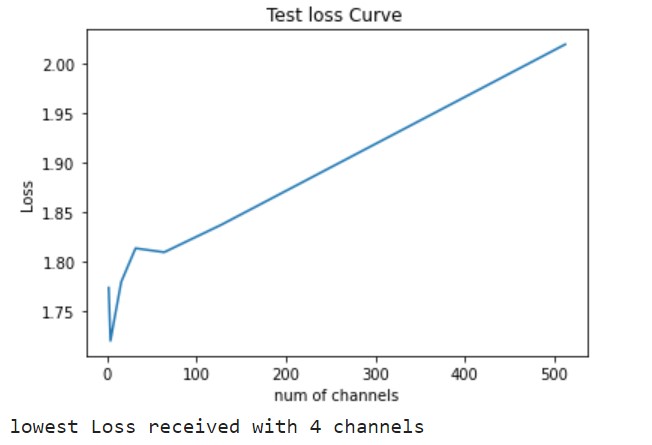 Test loss Curve
2.00
1.95
1.90
1.85
1.80
1.75
Loss
0 100 200 300 400 500
num of channels
lowest Loss received with 4 channels